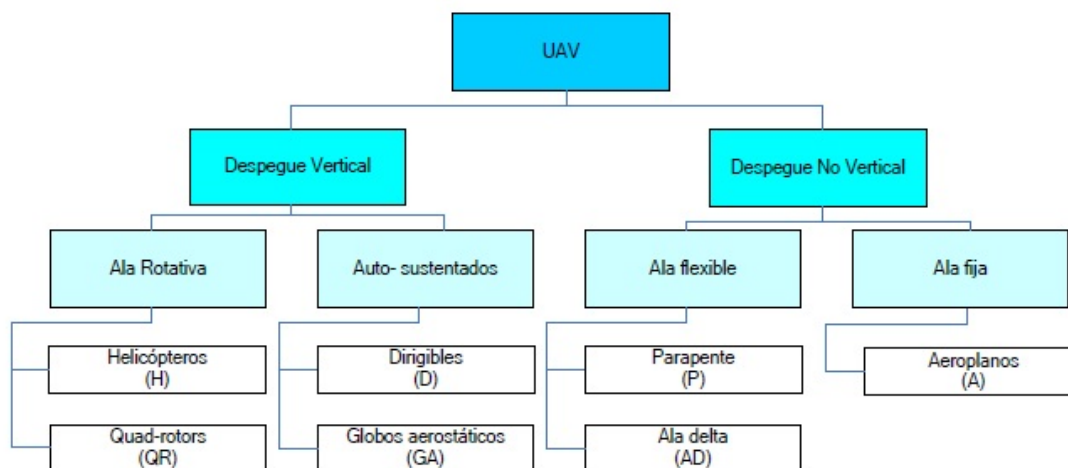 UAV
Despegue Vertical
Despegue No Vertical
Ala Rotativa
Auto- sustentados
Ala flexible
Ala fija
Helicópteros
(H)
Dirigibles
(D)
Parapente
(P)
Aeroplanos
(A)
Quad-rotors
(QR)
Globos aerostáticos
(GA)
Ala delta
(AD)